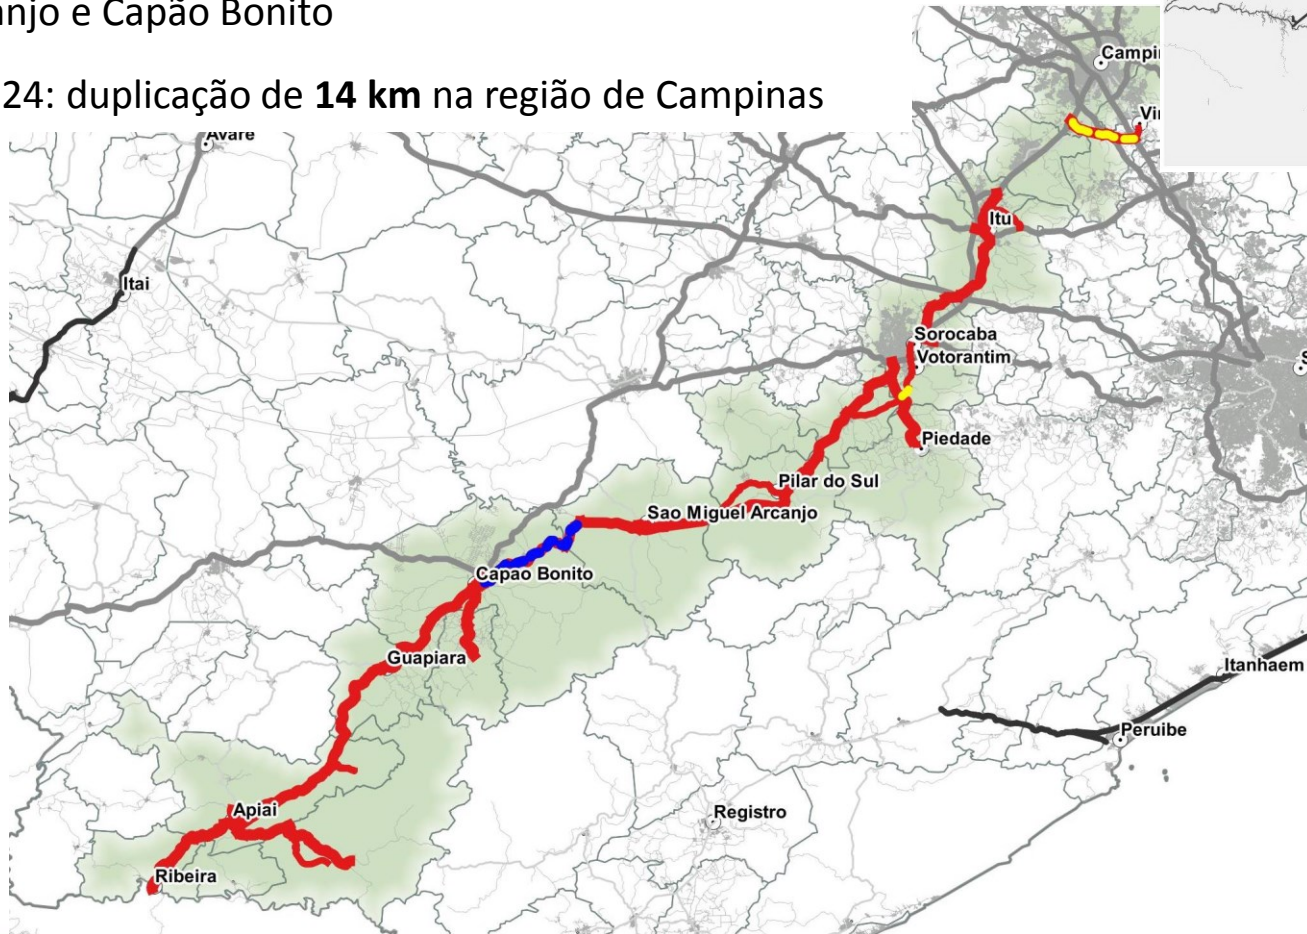 anjo e Capão Bonito
24: duplicação de 14 km na região de Campinas
Campi
Vi
Avaré
Itu
Itai
Sorocaba
Votorantim
Piedade
Pilar do Sul
Sao Miguel Arcanjo
Capao Bonito
Guapiara
Itanhaem
Peruibe
Apiai
Registro
Ribeira